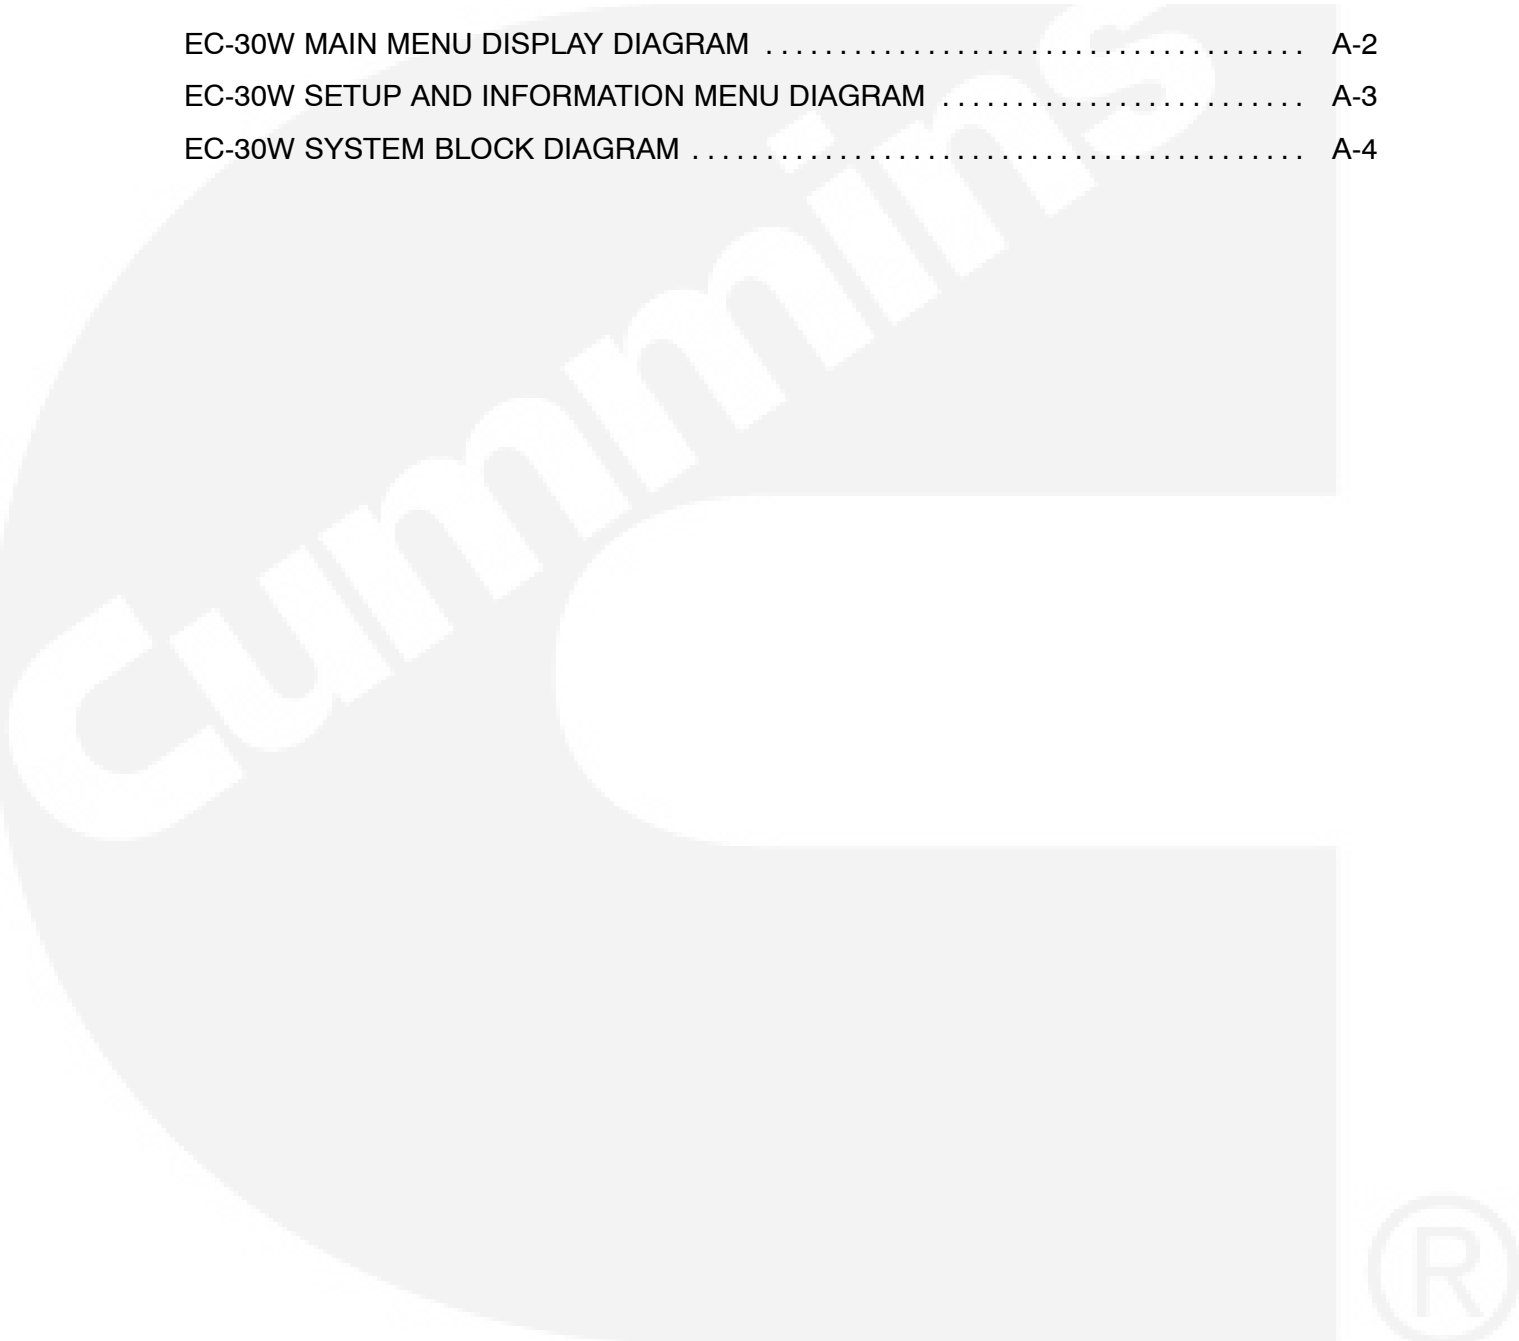 EC-30W MAIN MENU DISPLAY DIAGRAM . . . . . . . . . . . . . . . . . . . . . . . . . . . . . . . . . . . . . A-2
EC-30W SETUP AND INFORMATION MENU DIAGRAM . . . . . . . . . . . . . . . . . . . . . . . . . A-3
EC-30W SYSTEM BLOCK DIAGRAM . . . . . . . . . . . . . . . . . . . . . . . . . . . . . . . . . . . . . . . . . . A-4
Cummins
®